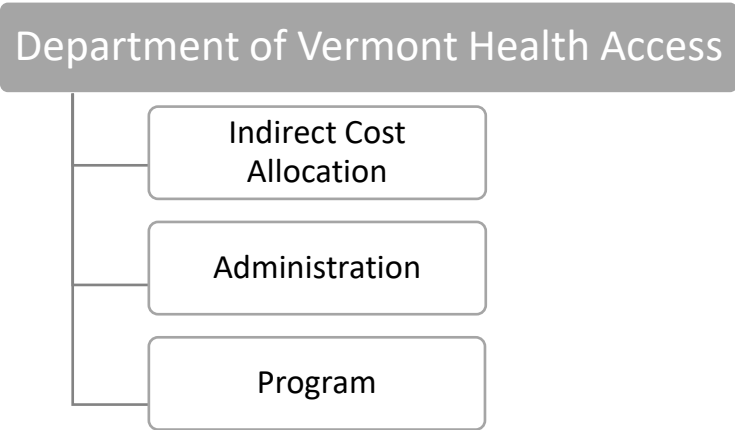 Department of Vermont Health Access
Indirect Cost
Allocation
Administration
Program